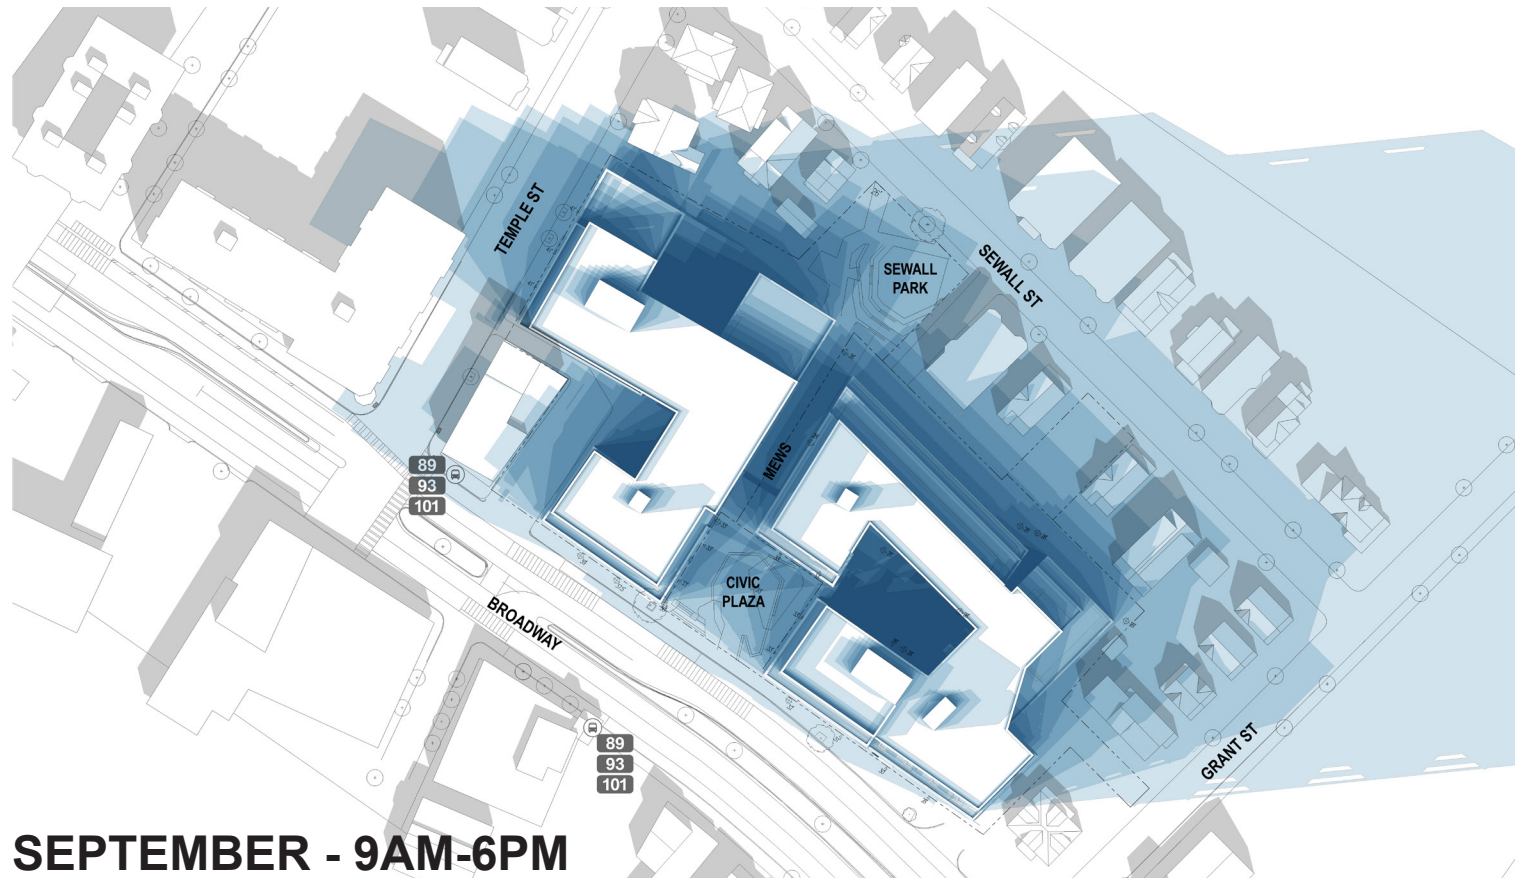 TEMPLE ST
SEWALL
PARK
SEWALL ST
MEWS
89
93
101
CIVIC
PLAZA
BROADWAY
89
93
101
GRANT ST
SEPTEMBER - 9AM-6PM